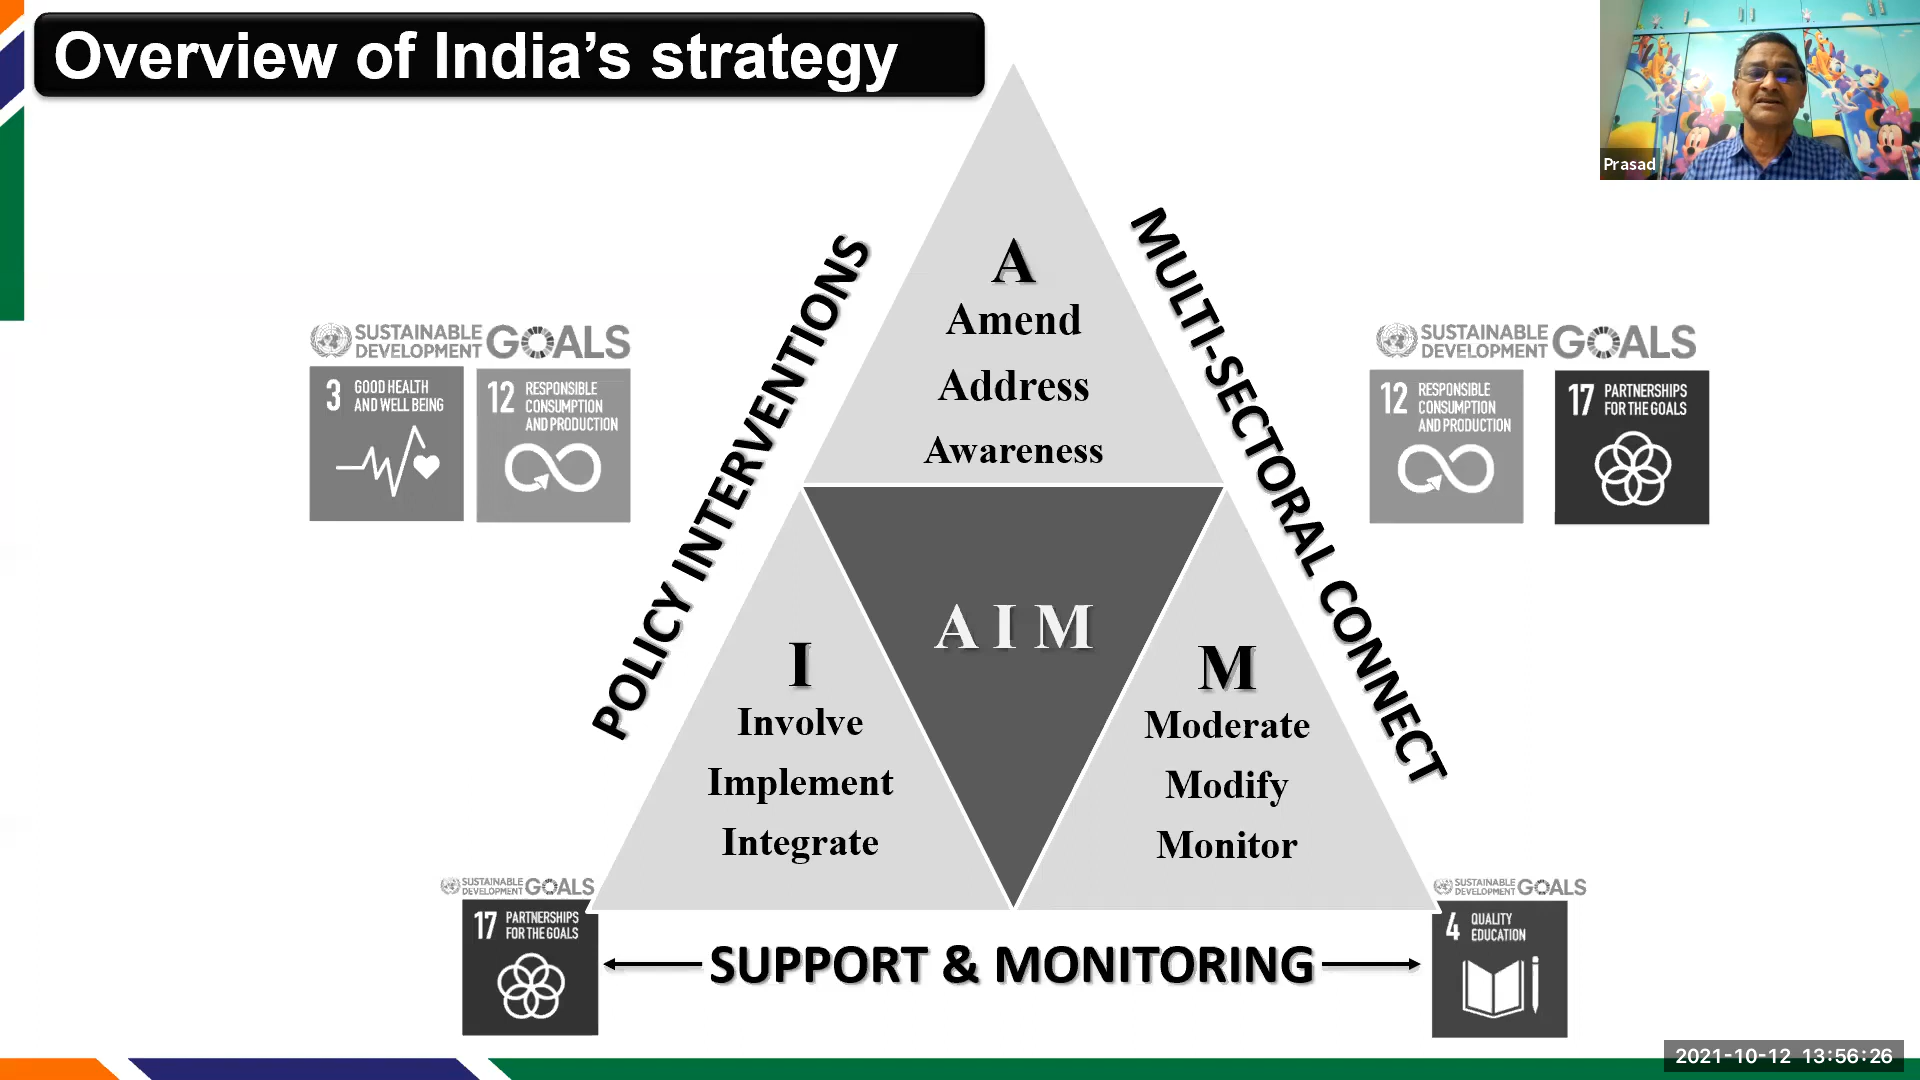 Overview of India’s strategy
Prasad
POLICY INTERVENTIONS
MULTI-SECTORAL CONNECT
A
Amend
Address
Awareness
SUSTAINABLE
DEVELOPMENT
GOALS
3
GOOD HEALTH
AND WELL BEING
12
RESPONSIBLE
CONSUMPTION
AND PRODUCTION
SUSTAINABLE
DEVELOPMENT
GOALS
12
RESPONSIBLE
CONSUMPTION
AND PRODUCTION
17
PARTNERSHIPS
FOR THE GOALS
A I M
I
Involve
Implement
Integrate
M
Moderate
Modify
Monitor
SUSTAINABLE
DEVELOPMENT
GOALS
17
PARTNERSHIPS
FOR THE GOALS
SUPPORT & MONITORING
SUSTAINABLE
DEVELOPMENT
GOALS
4
QUALITY
EDUCATION
2021-10-12 13:56:26